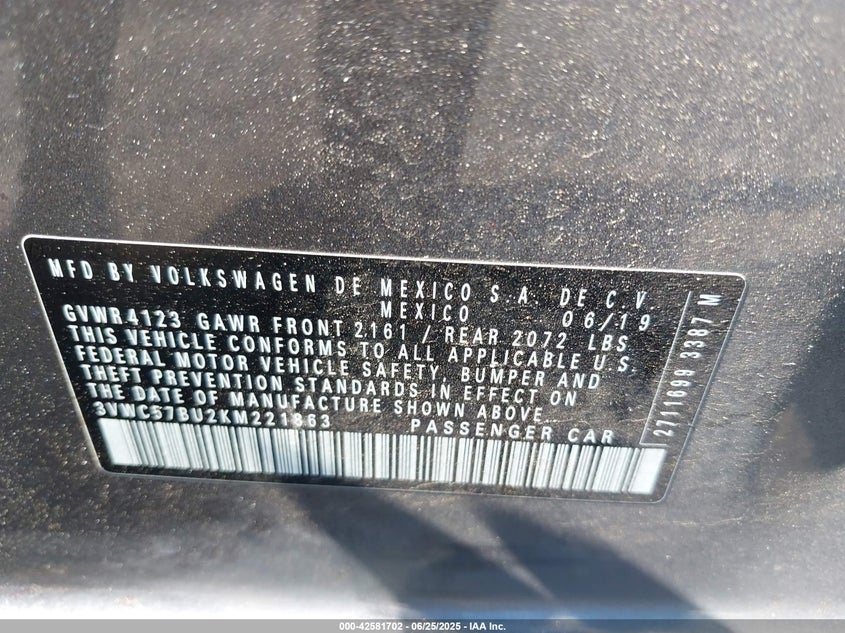 MFD BY VOLKSWAGEN DE MEXICO S.A. DE C.V.
MEXICO 06/19
GVWR4123 GAWR FRONT 2161 / REAR 2072 LBS
THIS VEHICLE CONFORMS TO ALL APPLICABLE U.S.
FEDERAL MOTOR VEHICLE SAFETY, BUMPER AND
THEFT PREVENTION STANDARDS IN EFFECT ON
THE DATE OF MANUFACTURE SHOWN ABOVE.
3VWC57BU2KM221863 PASSENGER CAR
2711699 3387 M
000-42581702 - 06/25/2025 - IAA Inc.